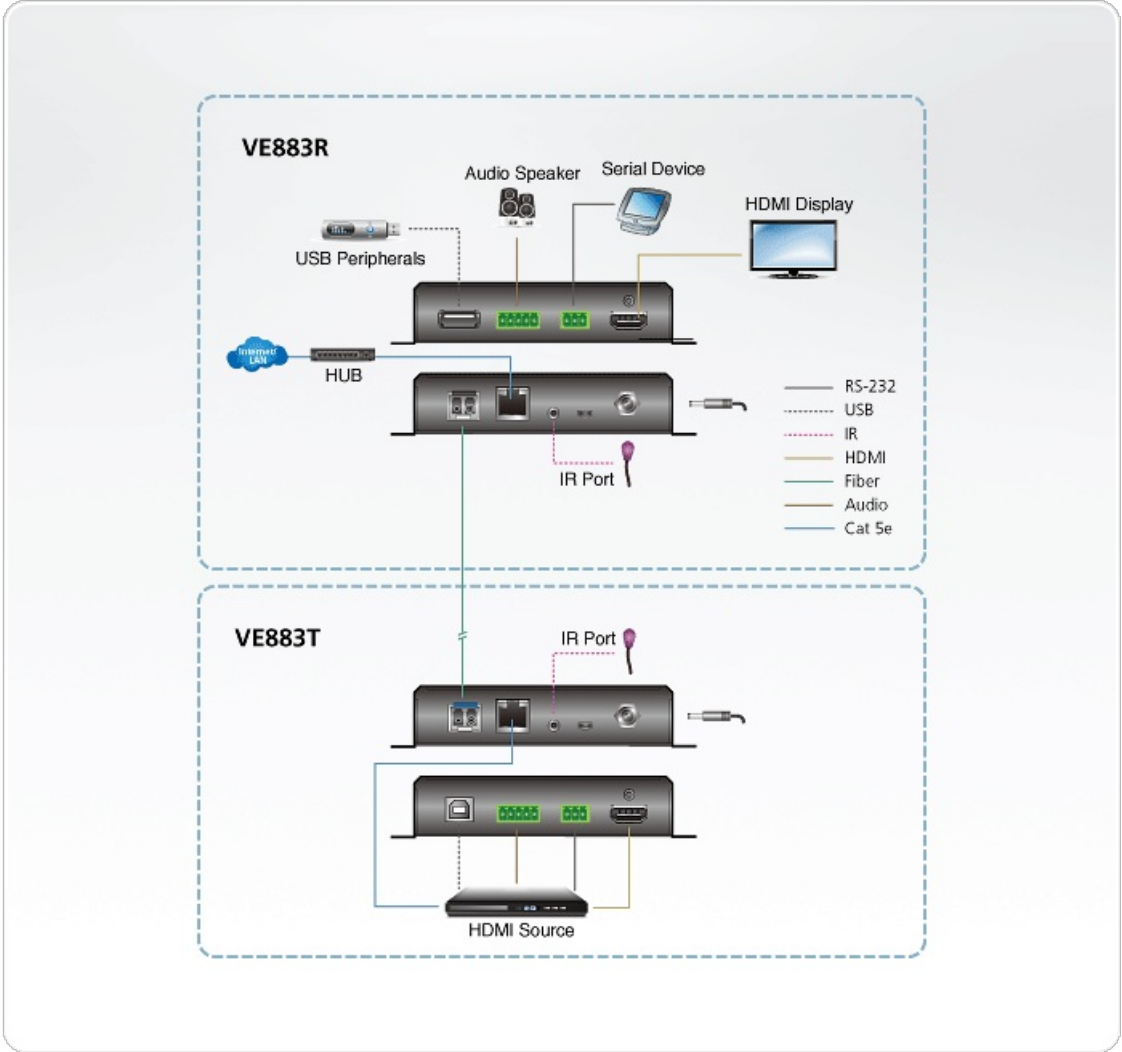 VE883R
Audio Speaker
Serial Device
HDMI Display
USB Peripherals
Internet/
LAN
HUB
RS-232
USB
IR
HDMI
Fiber
Audio
Cat 5e
IR Port
VE883T
IR Port
HDMI Source